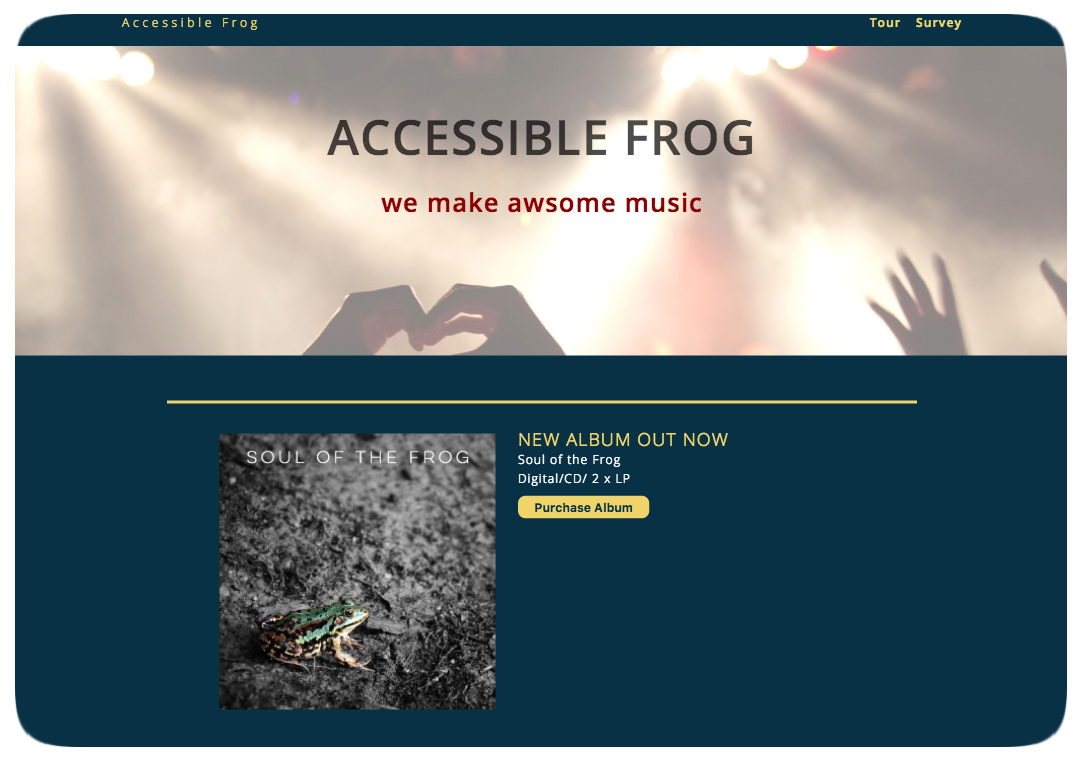 Accessible Frog
Tour Survey
ACCESSIBLE FROG
we make awsome music
SOUL OF THE FROG
NEW ALBUM OUT NOW
Soul of the Frog
Digital/CD/ 2 x LP
Purchase Album